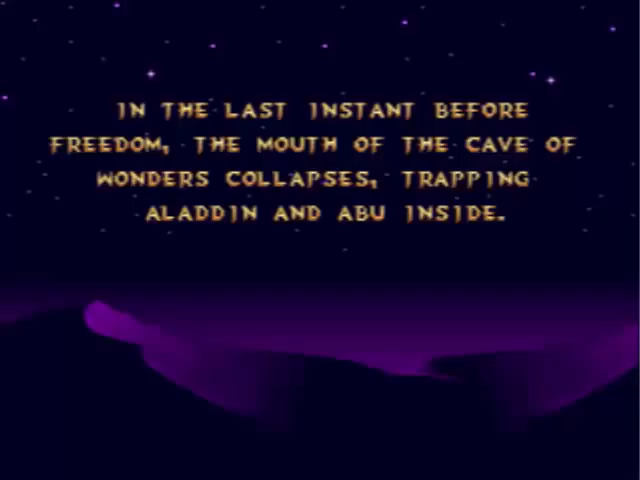 IN THE LAST INSTANT BEFORE
FREEDOM, THE MOUTH OF THE CAVE OF
WONDERS COLLAPSES, TRAPPING
ALADDIN AND ABU INSIDE.